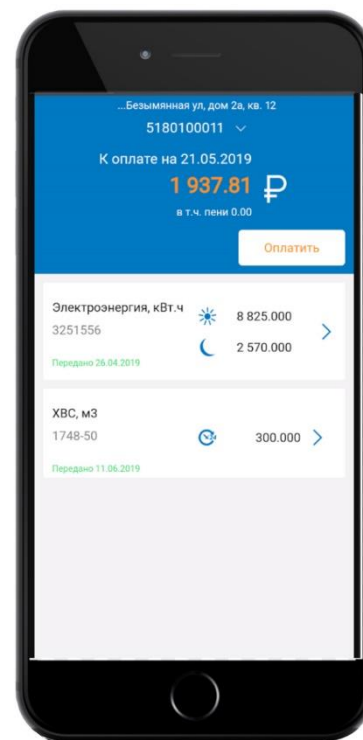 ...Безымянная ул, дом 2а, кв. 12
5180100011
К оплате на 21.05.2019
1 937.81 ₽
в т.ч. пени 0.00
Оплатить
Электроэнергия, кВт.ч
3251556
8 825.000
2 570.000
Передано 26.04.2019
ХВС, м3
1748-50
300.000
Передано 11.06.2019